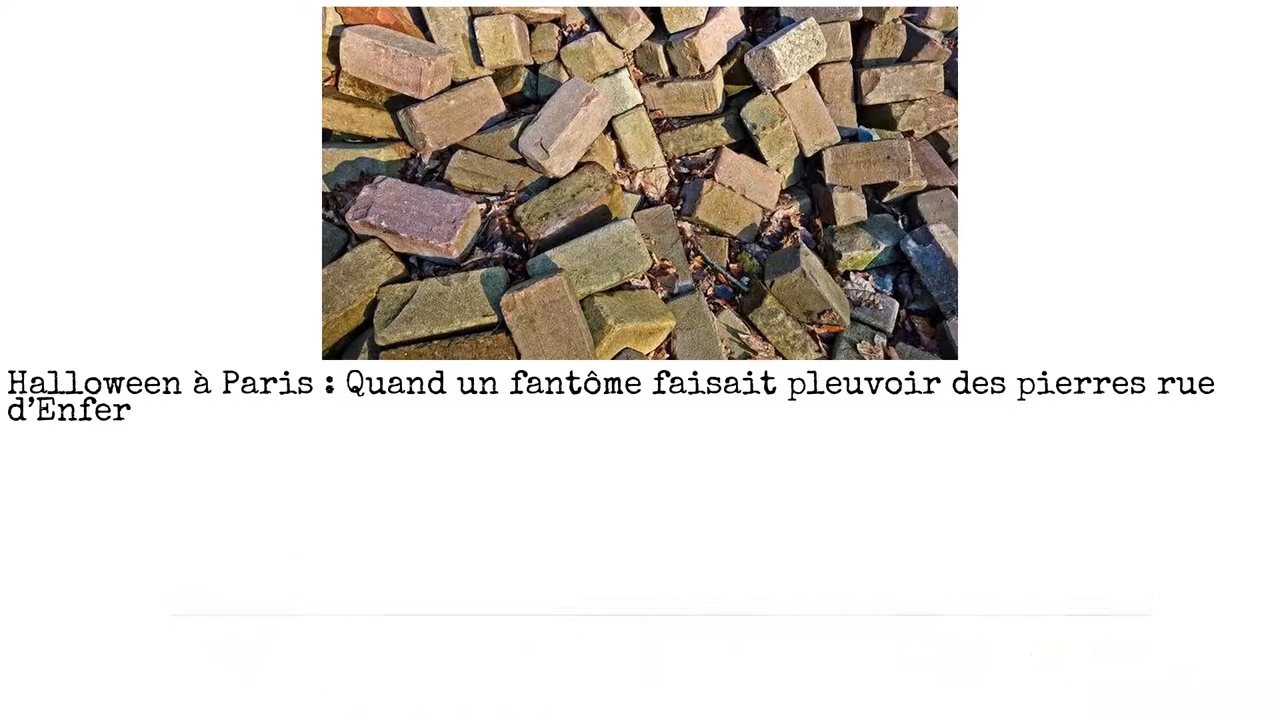 Halloween à Paris : Quand un fantôme faisait pleuvoir des pierres rue
d’Enfer